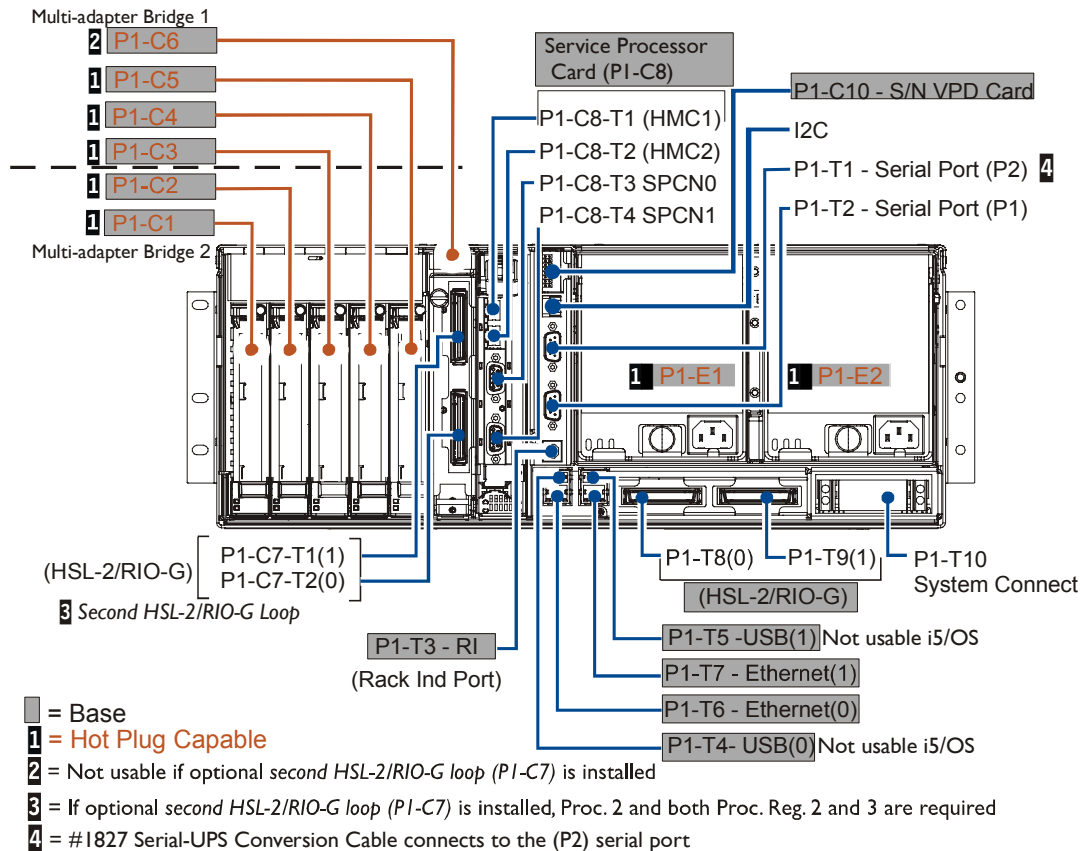 Multi-adapter Bridge 1
2 P1-C6
1 P1-C5
1 P1-C4
1 P1-C3
1 P1-C2
1 P1-C1
Multi-adapter Bridge 2
Service Processor
Card (P1-C8)
P1-C8-T1 (HMC1)
P1-C8-T2 (HMC2)
P1-C8-T3 SPCN0
P1-C8-T4 SPCN1
P1-C10 - S/N VPD Card
I2C
P1-T1 - Serial Port (P2) 4
P1-T2 - Serial Port (P1)
1 P1-E1
1 P1-E2
(HSL-2/RIO-G)
P1-C7-T1(1)
P1-C7-T2(0)
3 Second HSL-2/RIO-G Loop
P1-T8(0)
P1-T9(1)
(HSL-2/RIO-G)
P1-T10
System Connect
P1-T3 - RI
(Rack Ind Port)
P1-T5 -USB(1) Not usable i5/OS
P1-T7 - Ethernet(1)
P1-T6 - Ethernet(0)
P1-T4- USB(0) Not usable i5/OS
= Base
1 = Hot Plug Capable
2 = Not usable if optional second HSL-2/RIO-G loop (P1-C7) is installed
3 = If optional second HSL-2/RIO-G loop (P1-C7) is installed, Proc. 2 and both Proc. Reg. 2 and 3 are required
4 = #1827 Serial-UPS Conversion Cable connects to the (P2) serial port